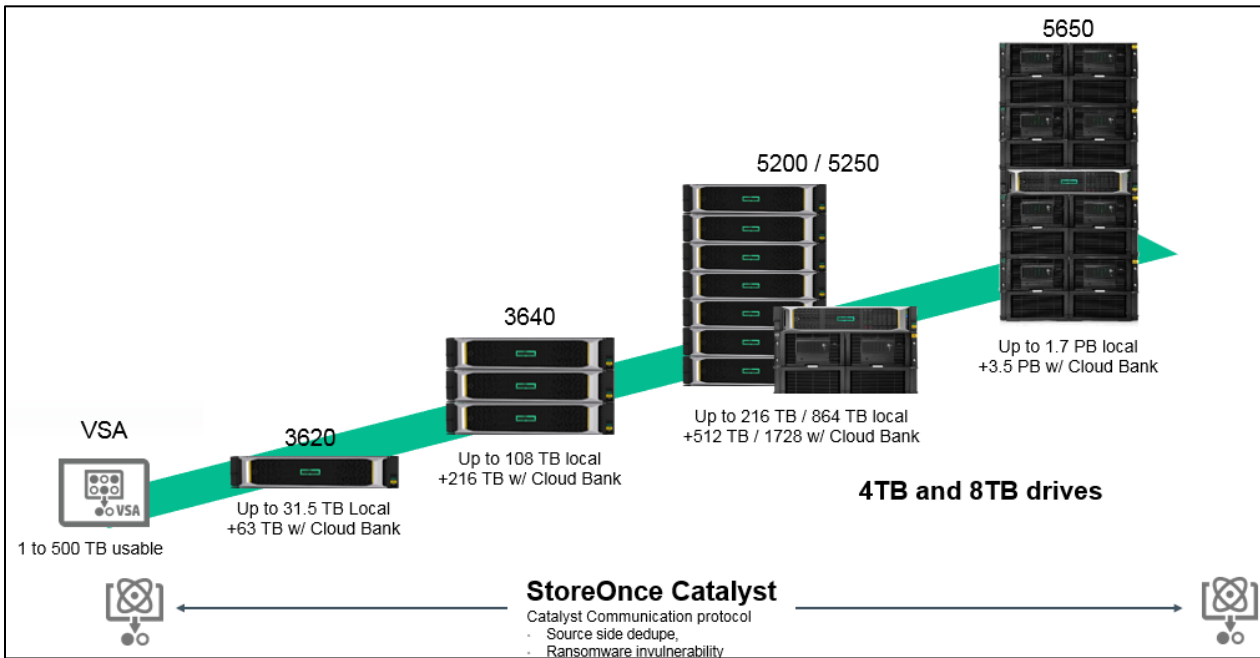 5650
Up to 1.7 PB local
+3.5 PB w/ Cloud Bank
5200 / 5250
Up to 216 TB / 864 TB local
+512 TB / 1728 w/ Cloud Bank
3640
Up to 108 TB local
+216 TB w/ Cloud Bank
3620
Up to 31.5 TB Local
+63 TB w/ Cloud Bank
VSA
VSA
1 to 500 TB usable
4TB and 8TB drives
StoreOnce Catalyst
Catalyst Communication protocol
· Source side dedupe,
· Ransomware invulnerability